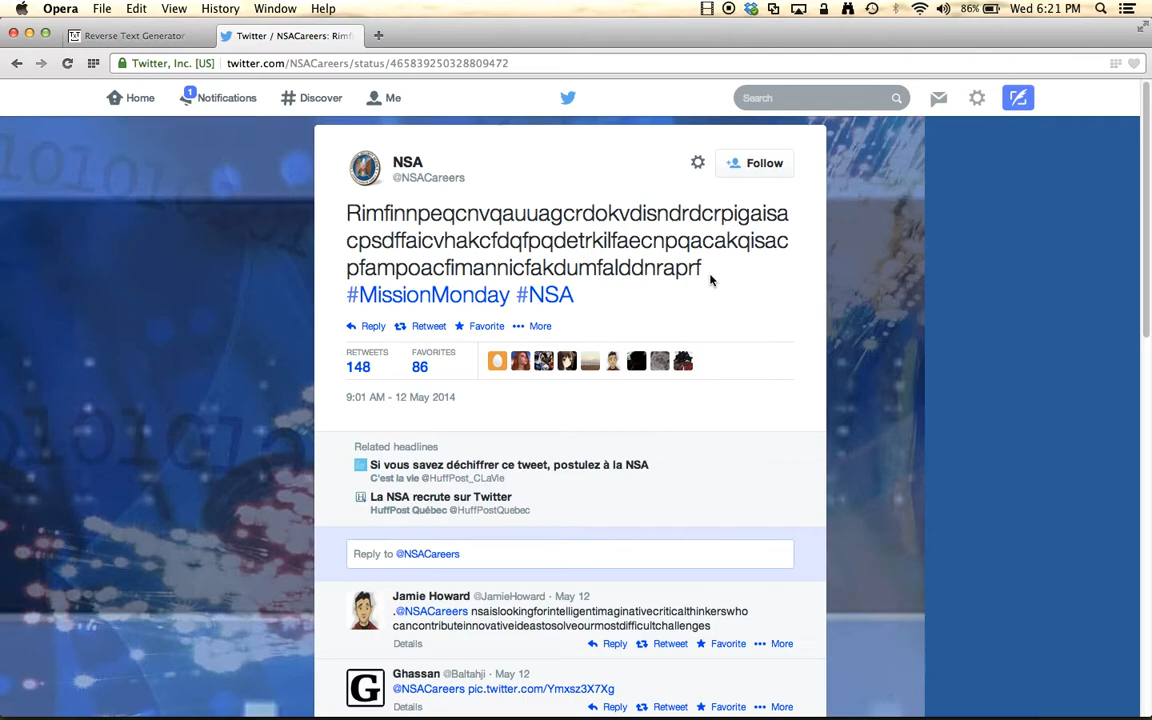 Opera File Edit View History Window Help 86% Wed 6:21 PM
Reverse Text Generator Twitter / NSACareers: Rimf
Twitter, Inc. [US] twitter.com/NSACareers/status/465839250328809472
Home 1 Notifications Discover Me Search
NSA
@NSACareers
Follow
Rimfinnpeqcnvqauuagcrdokvdisndrdcrpigaisa
cpsdffaicvhakcfdqfpqdetrkilfaecnpqacakqisac
pfampoacfimannicfakdumfalddnraprf
#MissionMonday #NSA
Reply Retweet Favorite More
RETWEETS FAVORITES
148 86
9:01 AM - 12 May 2014
Related headlines
Si vous savez déchiffrer ce tweet, postulez à la NSA
C'est la vie @HuffPost_CLaVie
La NSA recrute sur Twitter
HuffPost Québec @HuffPostQuebec
Reply to @NSACareers
Jamie Howard @JamieHoward · May 12
.@NSACareers nsaislookingforintelligentimaginativecriticalthinkerswho
cancontributeinnovativeideastosolveourmostdifficultchallenges
Details Reply Retweet Favorite More
Ghassan @Baltahji · May 12
G
@NSACareers pic.twitter.com/Ymxsz3X7Xg
Details Reply Retweet Favorite More